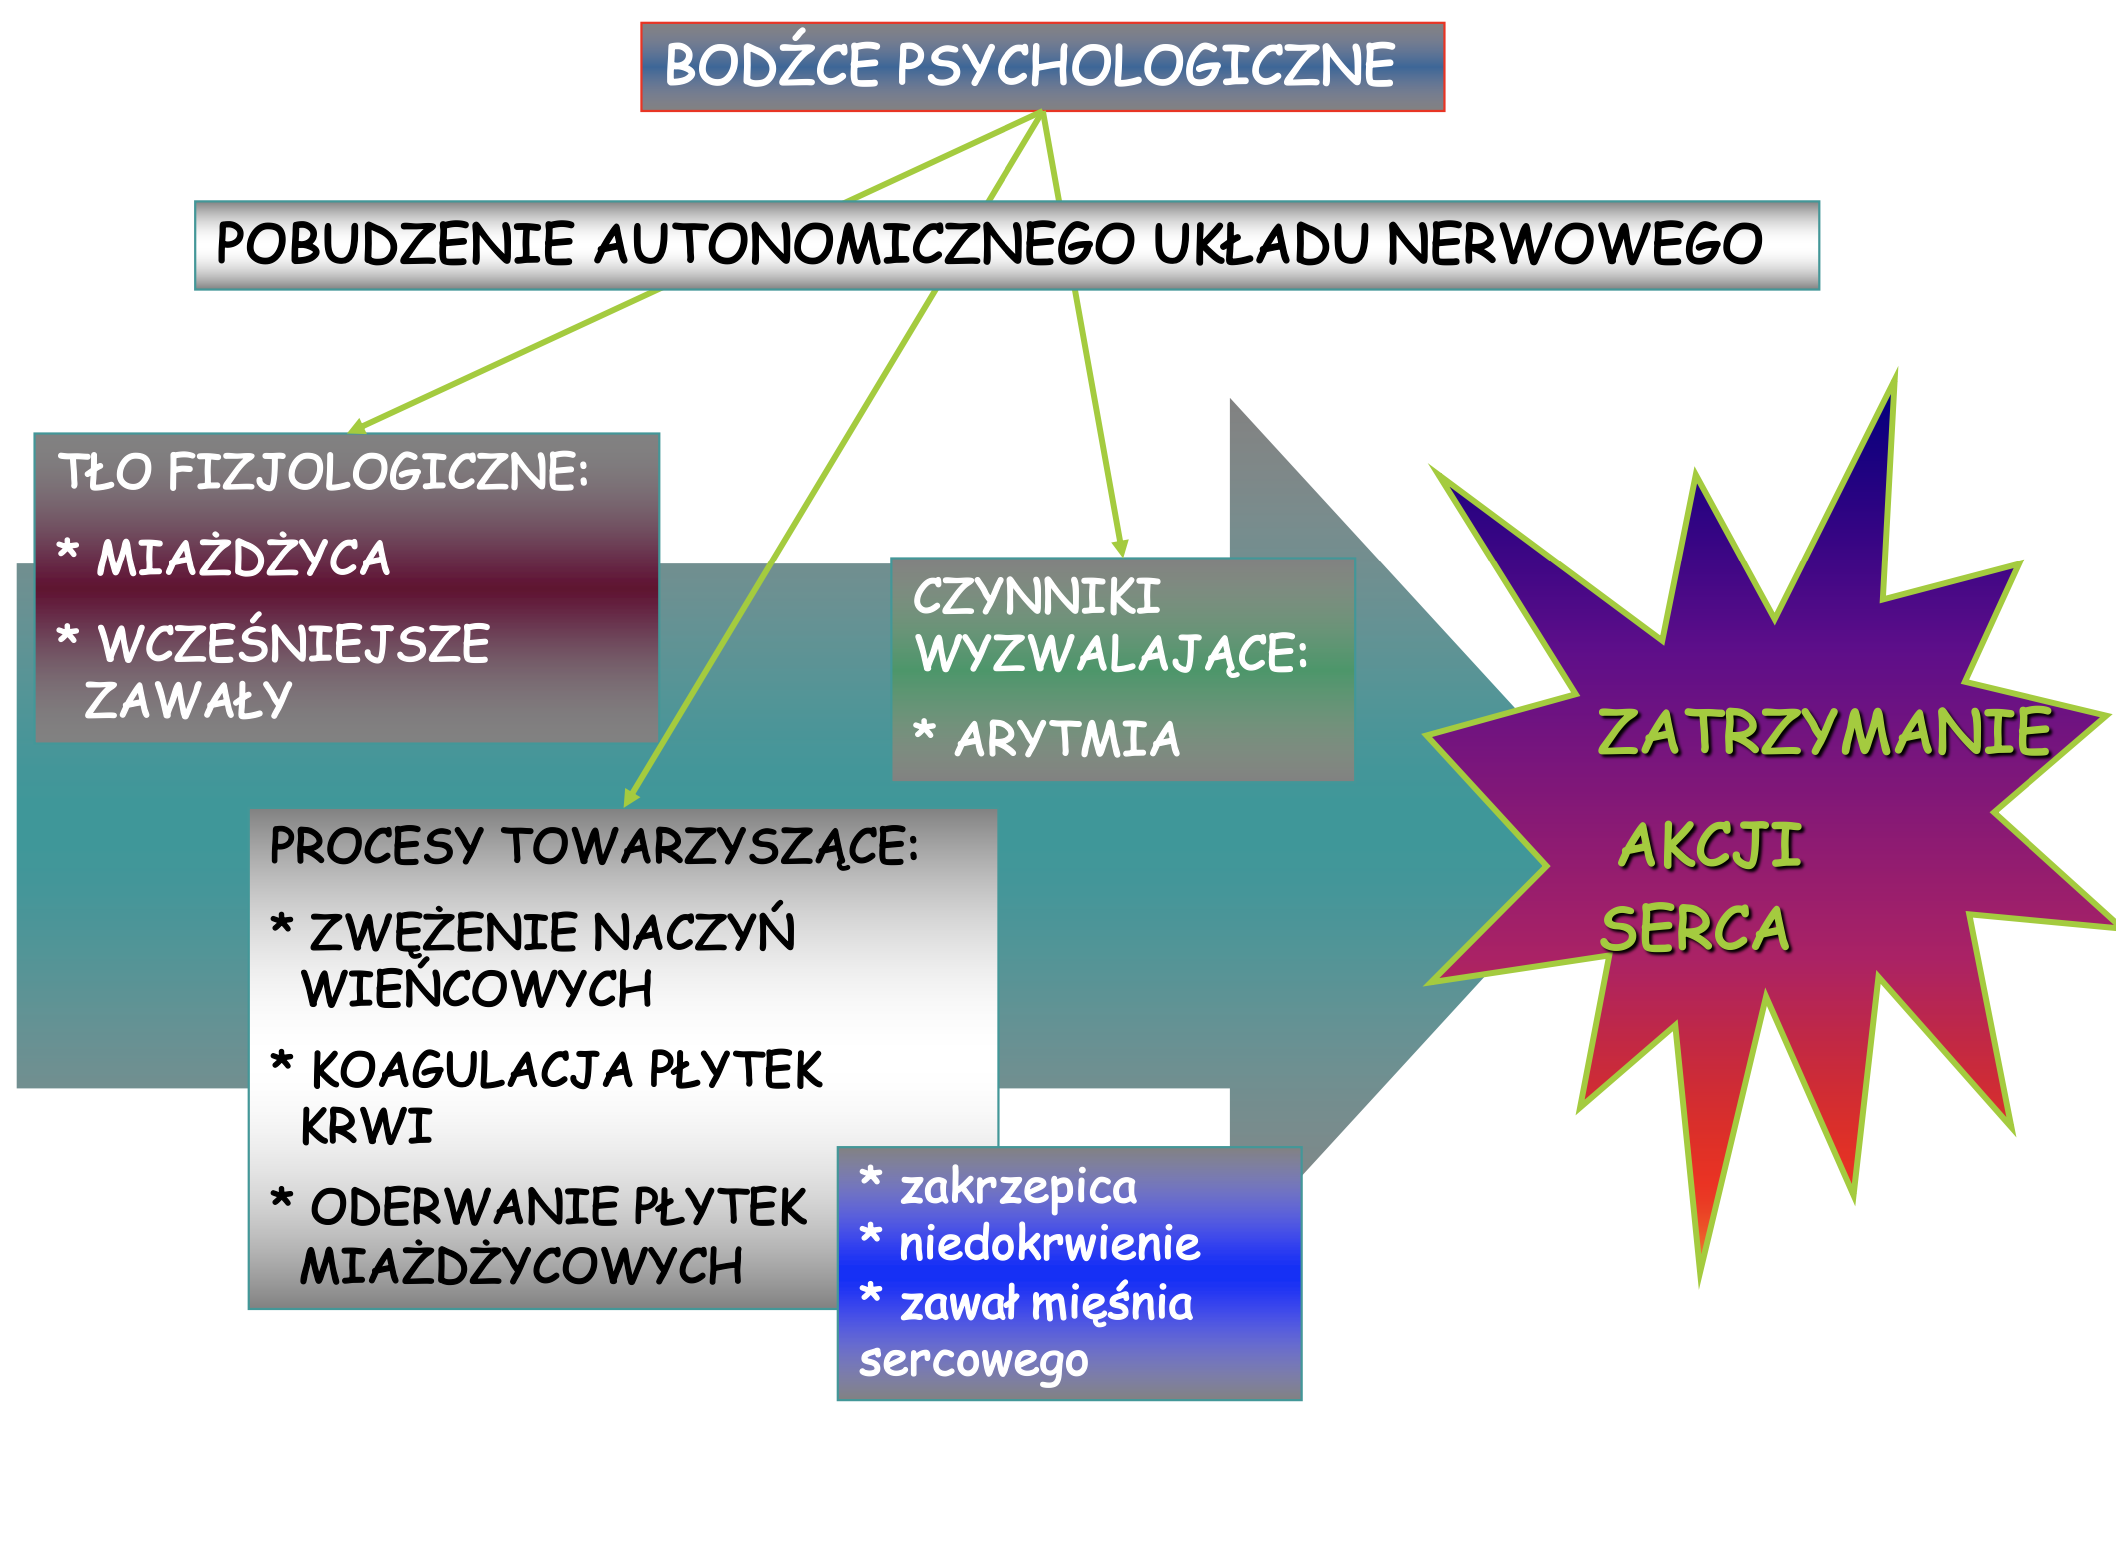 BODŹCE PSYCHOLOGICZNE
POBUDZENIE AUTONOMICZNEGO UKŁADU NERWOWEGO
TŁO FIZJOLOGICZNE:
* MIAŻDŻYCA
* WCZEŚNIEJSZE
ZAWAŁY
CZYNNIKI
WYZWALAJĄCE:
* ARYTMIA
PROCESY TOWARZYSZĄCE:
* ZWĘŻENIE NACZYŃ
WIEŃCOWYCH
* KOAGULACJA PŁYTEK
KRWI
* ODERWANIE PŁYTEK
MIAŻDŻYCOWYCH
* zakrzepica
* niedokrwienie
* zawał mięśnia
sercowego
ZATRZYMANIE
AKCJI
SERCA